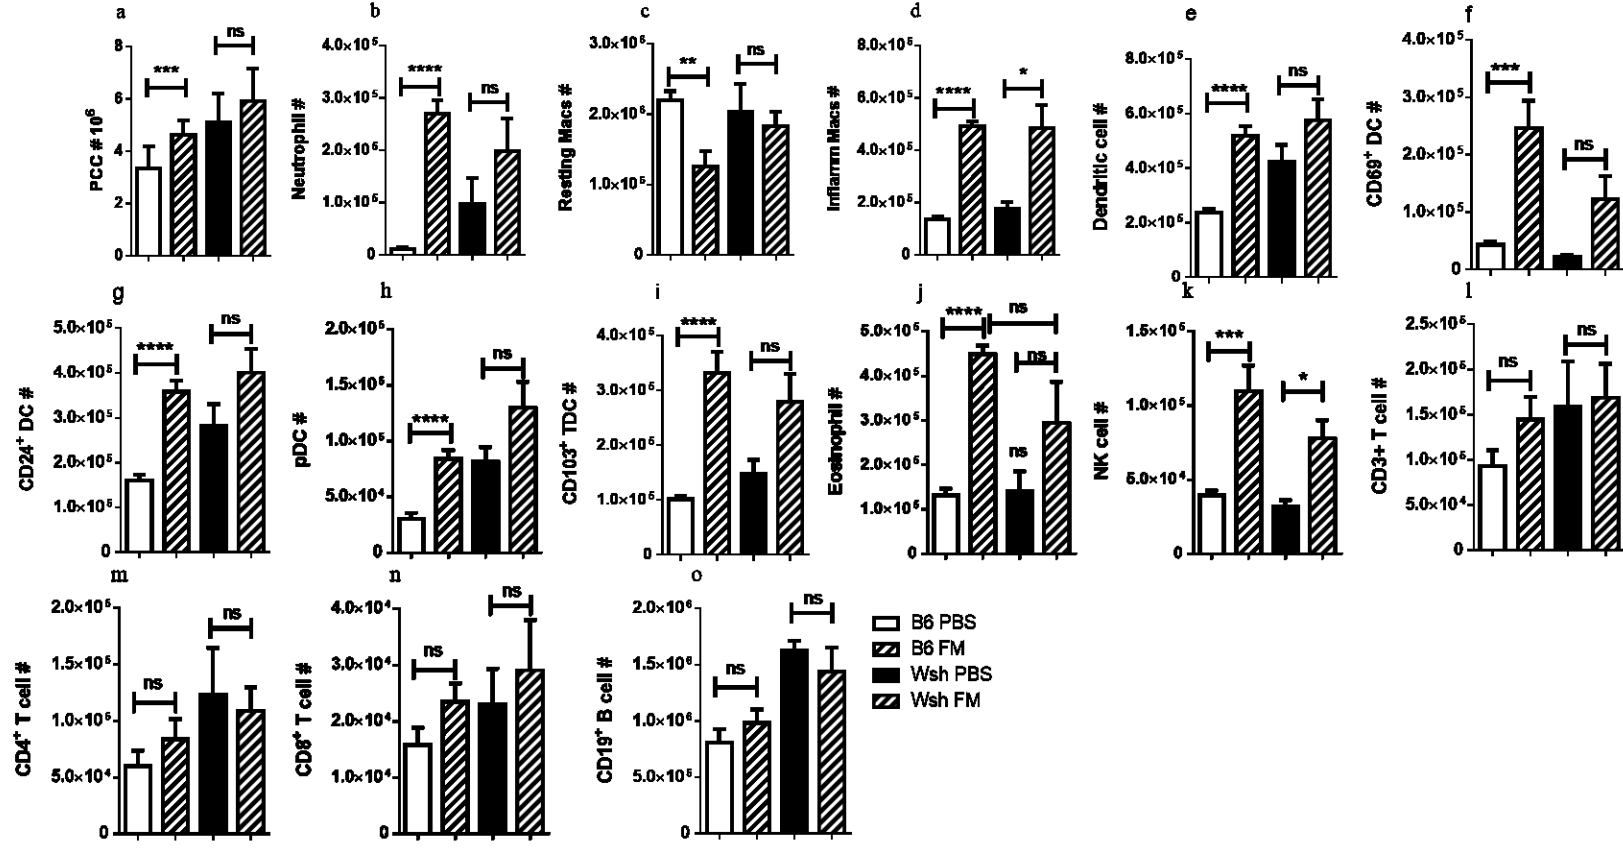 a
PCC # 10⁶
8
6
4
2
0
***
ns
b
Neutrophil #
4.0×10⁵
3.0×10⁵
2.0×10⁵
1.0×10⁵
0
****
ns
c
Resting Macs #
3.0×10⁶
2.0×10⁶
1.0×10⁶
0
**
ns
d
Inflamm Macs #
8.0×10⁵
6.0×10⁵
4.0×10⁵
2.0×10⁵
0
****
*
e
Dendritic cell #
8.0×10⁵
6.0×10⁵
4.0×10⁵
2.0×10⁵
0
****
ns
f
CD69⁺ DC #
4.0×10⁵
3.0×10⁵
2.0×10⁵
1.0×10⁵
0
***
ns
g
CD24⁺ DC #
5.0×10⁵
4.0×10⁵
3.0×10⁵
2.0×10⁵
1.0×10⁵
0
****
ns
h
pDC #
2.0×10⁵
1.5×10⁵
1.0×10⁵
5.0×10⁴
0
****
ns
i
CD103⁺ TDC #
4.0×10⁵
3.0×10⁵
2.0×10⁵
1.0×10⁵
0
****
ns
j
Eosinophil #
5.0×10⁵
4.0×10⁵
3.0×10⁵
2.0×10⁵
1.0×10⁵
0
****
ns
ns
ns
k
NK cell #
1.5×10⁵
1.0×10⁵
5.0×10⁴
0
***
*
l
CD3+ T cell #
2.5×10⁵
2.0×10⁵
1.5×10⁵
1.0×10⁵
5.0×10⁴
0
ns
ns
m
CD4⁺ T cell #
2.0×10⁵
1.5×10⁵
1.0×10⁵
5.0×10⁴
0
ns
ns
n
CD8⁺ T cell #
4.0×10⁴
3.0×10⁴
2.0×10⁴
1.0×10⁴
0
ns
ns
o
CD19⁺ B cell #
2.0×10⁶
1.5×10⁶
1.0×10⁶
5.0×10⁵
0
ns
ns
B6 PBS
B6 FM
Wsh PBS
Wsh FM